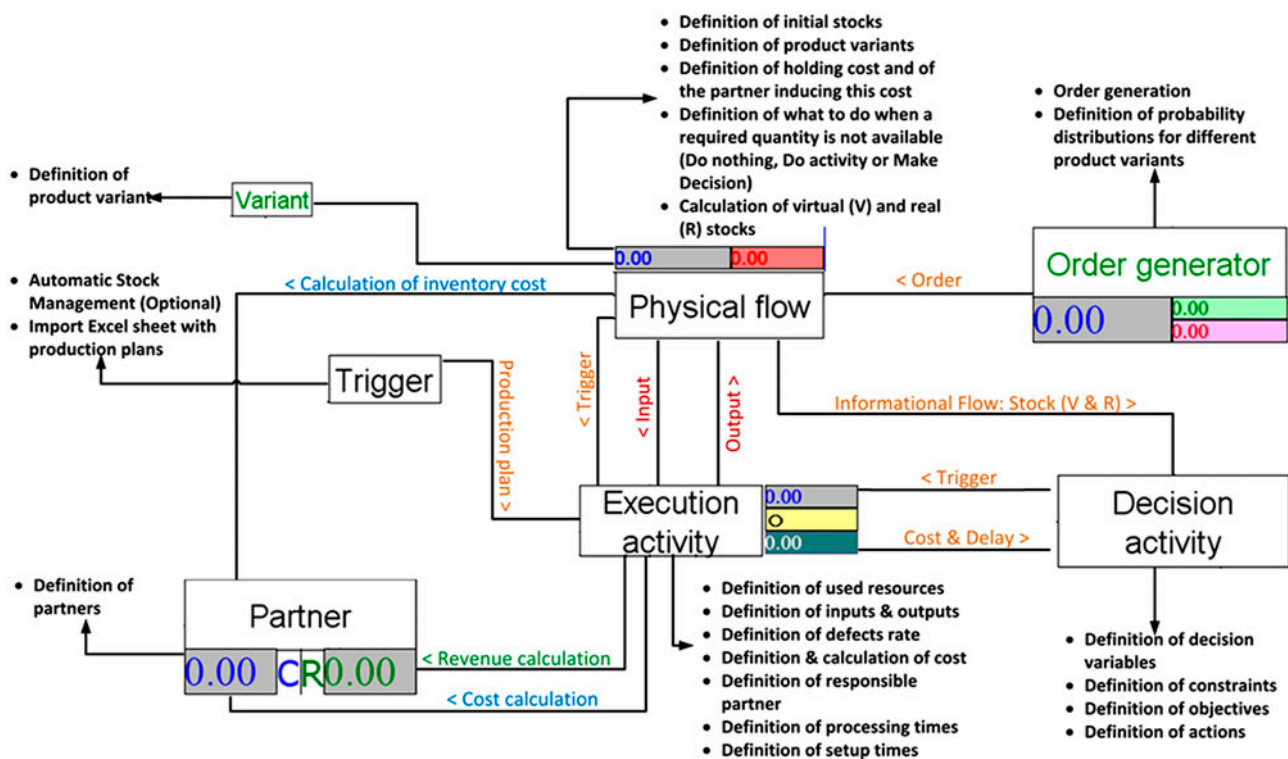 • Definition of initial stocks
• Definition of product variants
• Definition of holding cost and of
the partner inducing this cost
• Definition of what to do when a
required quantity is not available
(Do nothing, Do activity or Make
Decision)
• Calculation of virtual (V) and real
(R) stocks
• Order generation
• Definition of probability
distributions for different
product variants
• Definition of
product variant
Variant
0.00 0.00
Physical flow
< Order
Order generator
0.00
0.00
0.00
• Automatic Stock
Management (Optional)
• Import Excel sheet with
production plans
< Calculation of inventory cost
Trigger
Production plan >
< Trigger
< Input
Output >
Informational Flow: Stock (V & R) >
Execution
activity
0.00
O
0.00
< Trigger
Cost & Delay >
Decision
activity
• Definition of
partners
Partner
0.00 C R 0.00
< Revenue calculation
< Cost calculation
• Definition of used resources
• Definition of inputs & outputs
• Definition of defects rate
• Definition & calculation of cost
• Definition of responsible
partner
• Definition of processing times
• Definition of setup times
• Definition of decision
variables
• Definition of constraints
• Definition of objectives
• Definition of actions